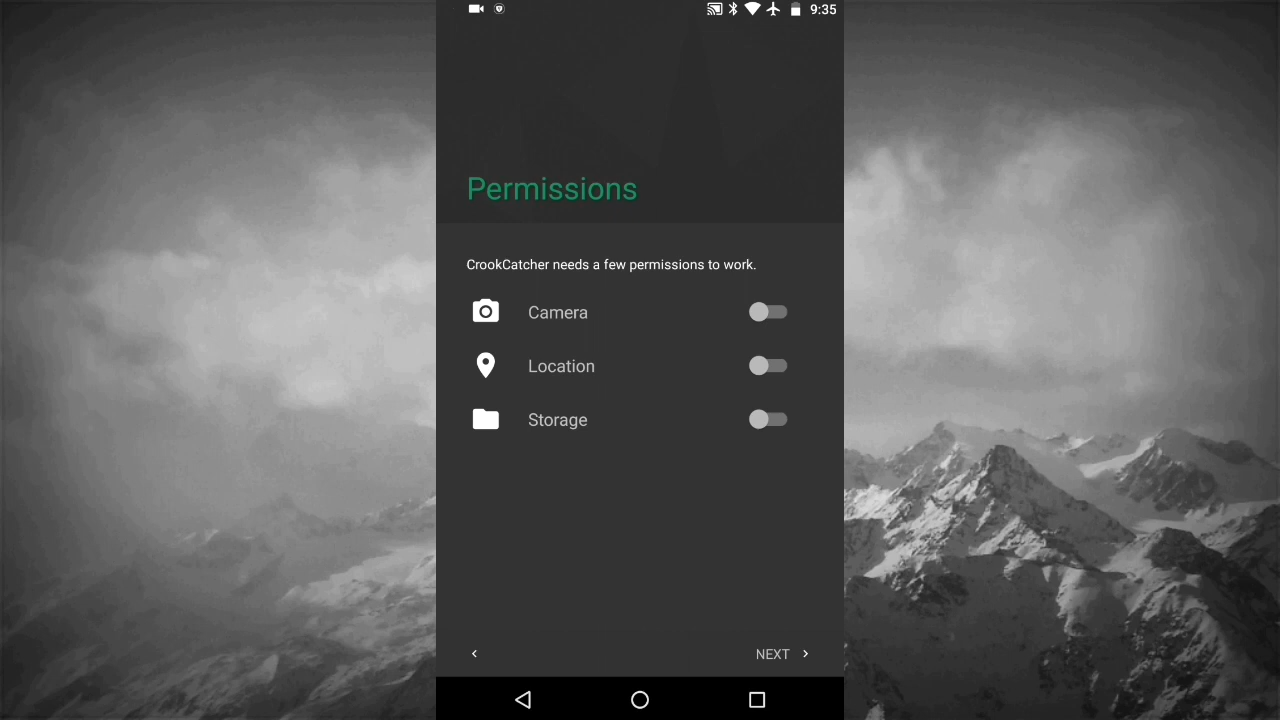 9:35
Permissions
CrookCatcher needs a few permissions to work.
Camera
Location
Storage
NEXT